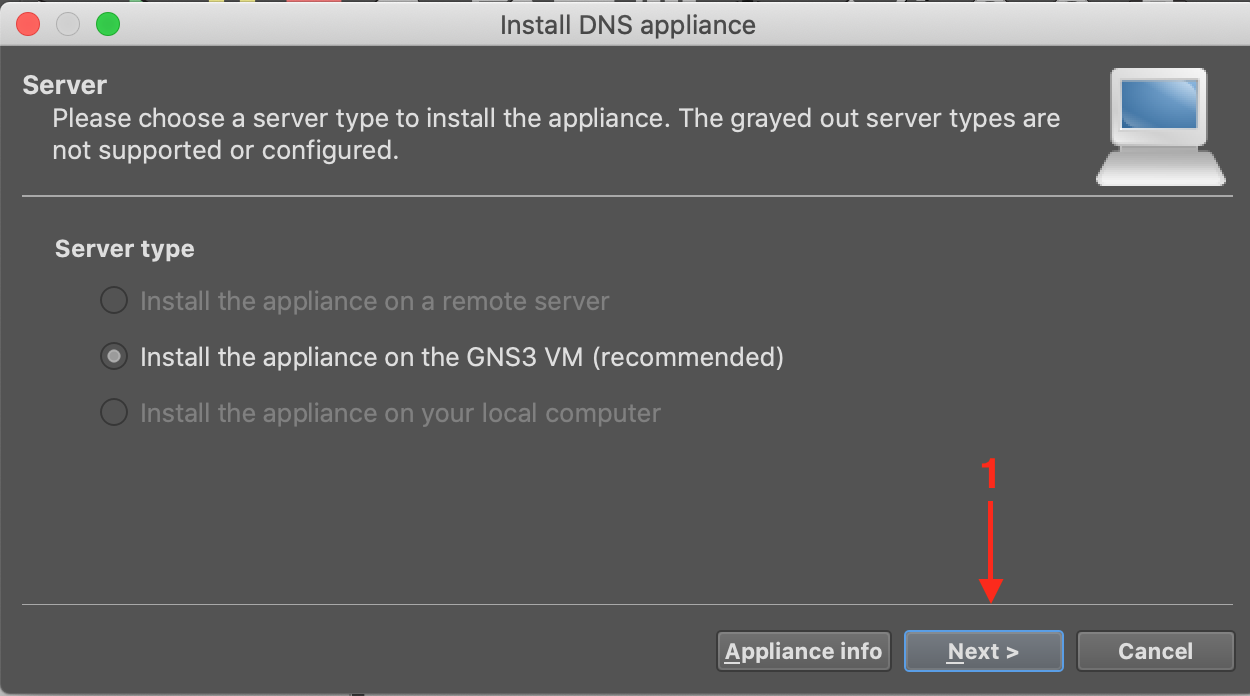 Install DNS appliance
Server
Please choose a server type to install the appliance. The grayed out server types are
not supported or configured.
Server type
Install the appliance on a remote server
Install the appliance on the GNS3 VM (recommended)
Install the appliance on your local computer
1
Appliance info
Next >
Cancel